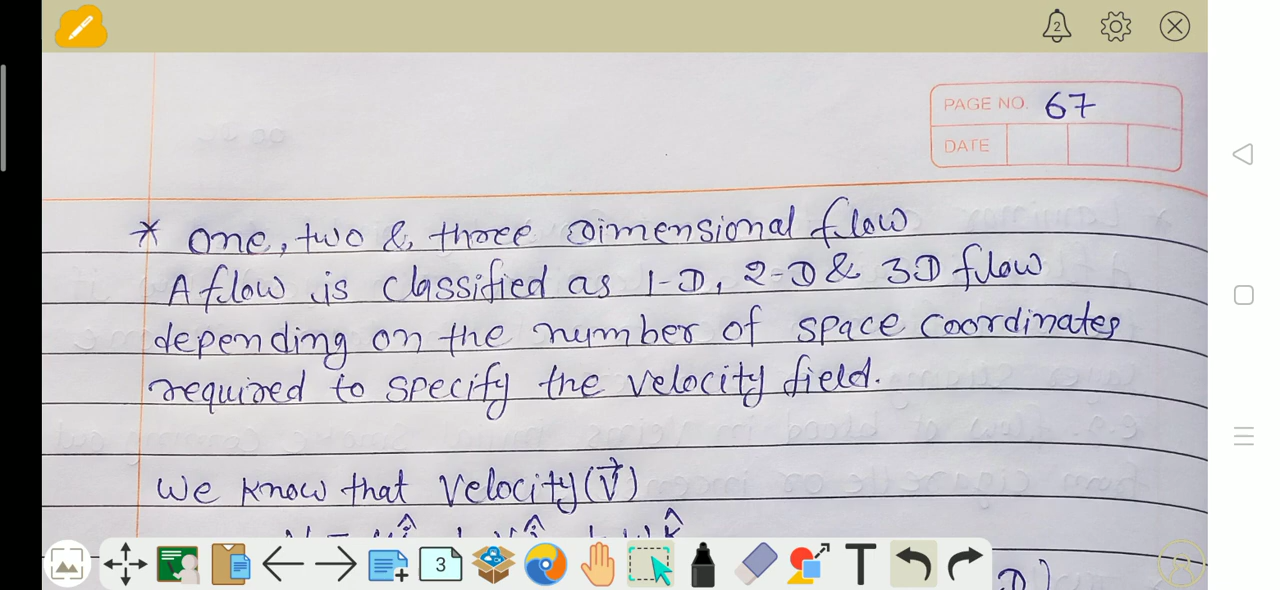 2
PAGE NO. 67
DATE
* one, two & three Dimensional flow
A flow is classified as 1-D, 2-D & 3D flow
depending on the number of space coordinates
required to specify the velocity field.
We know that Velocity (V⃗)
3
T